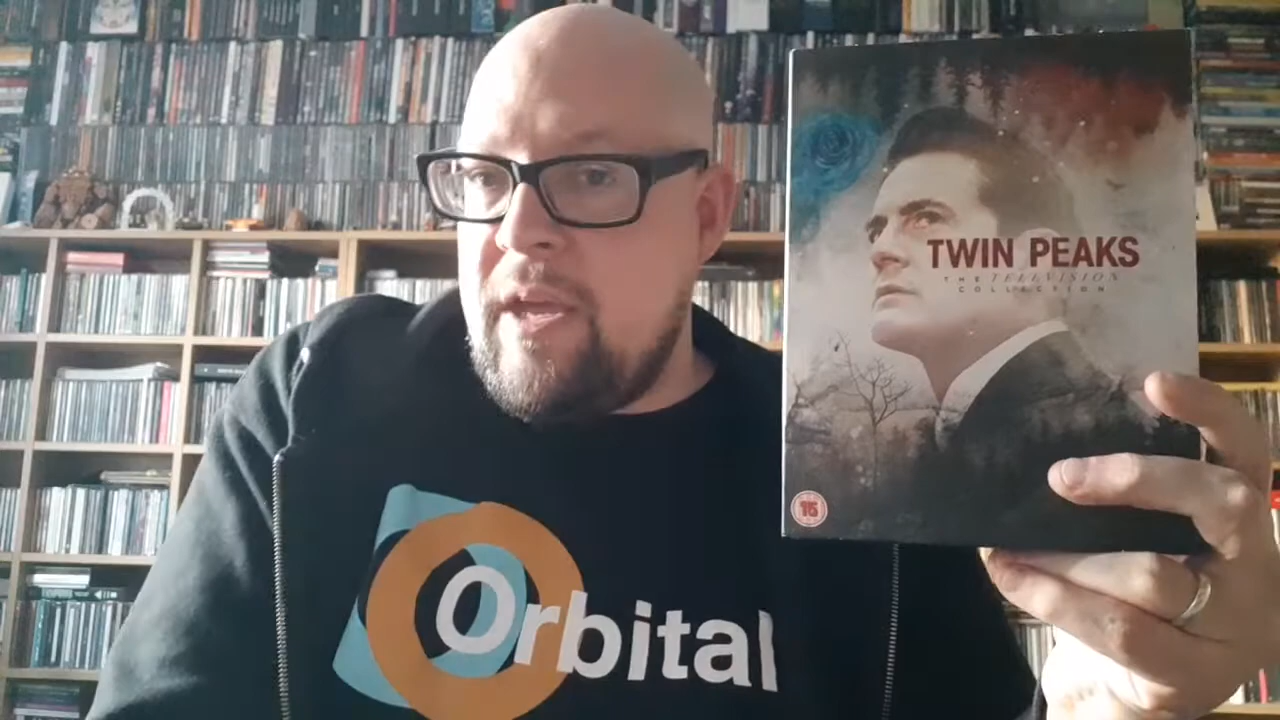 TWIN PEAKS
THE TELEVISION
COLLECTION
15
Orbital